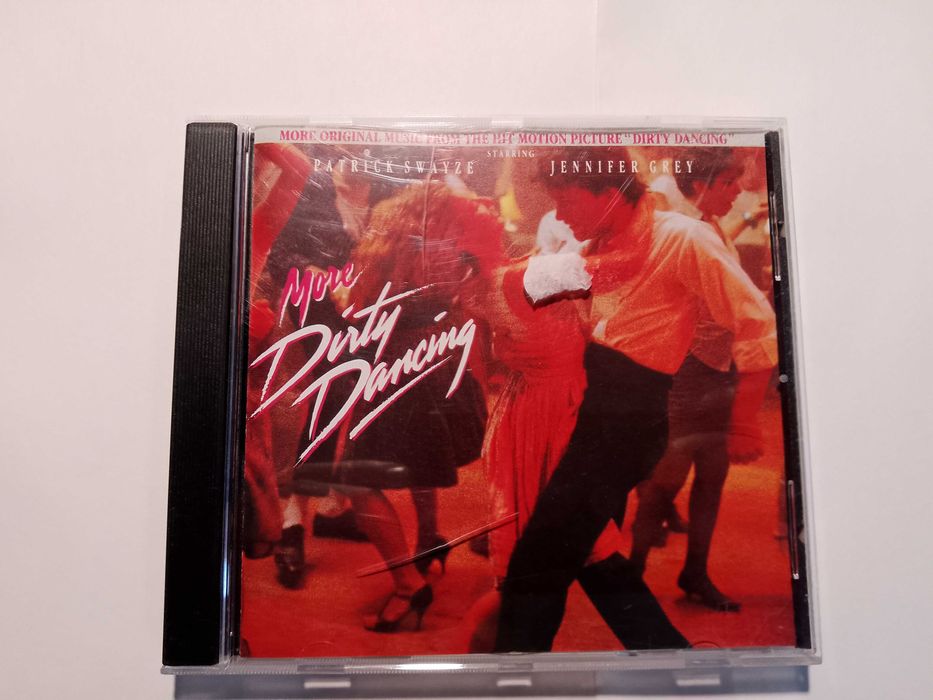 MORE ORIGINAL MUSIC FROM THE HIT MOTION PICTURE "DIRTY DANCING"
STARRING
PATRICK SWAYZE JENNIFER GREY
More
Dirty
Dancing